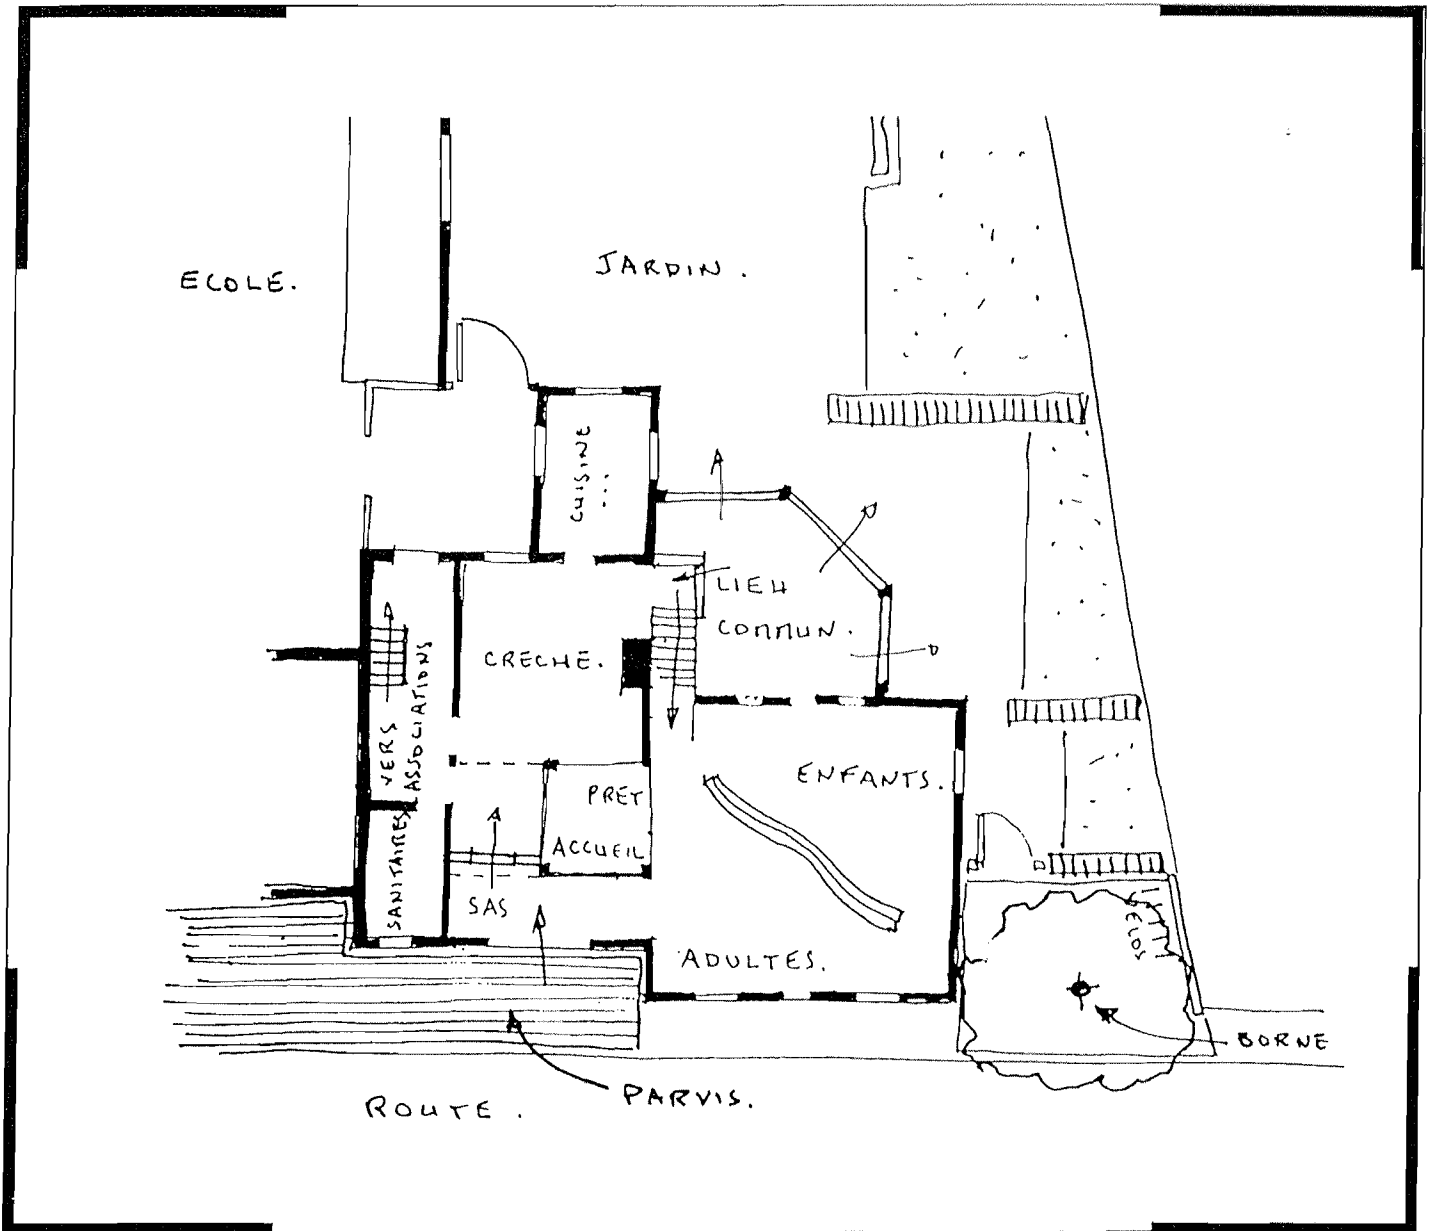 ECOLE.
JARDIN.
CUISINE
...
LIEU
COMMUN.
CRECHE.
VERS
ASSOCIATIONS
ENFANTS.
PRET
ACCUEIL
SANITAIRES
SAS
ADULTES.
VELOS
BORNE
PARVIS.
ROUTE.